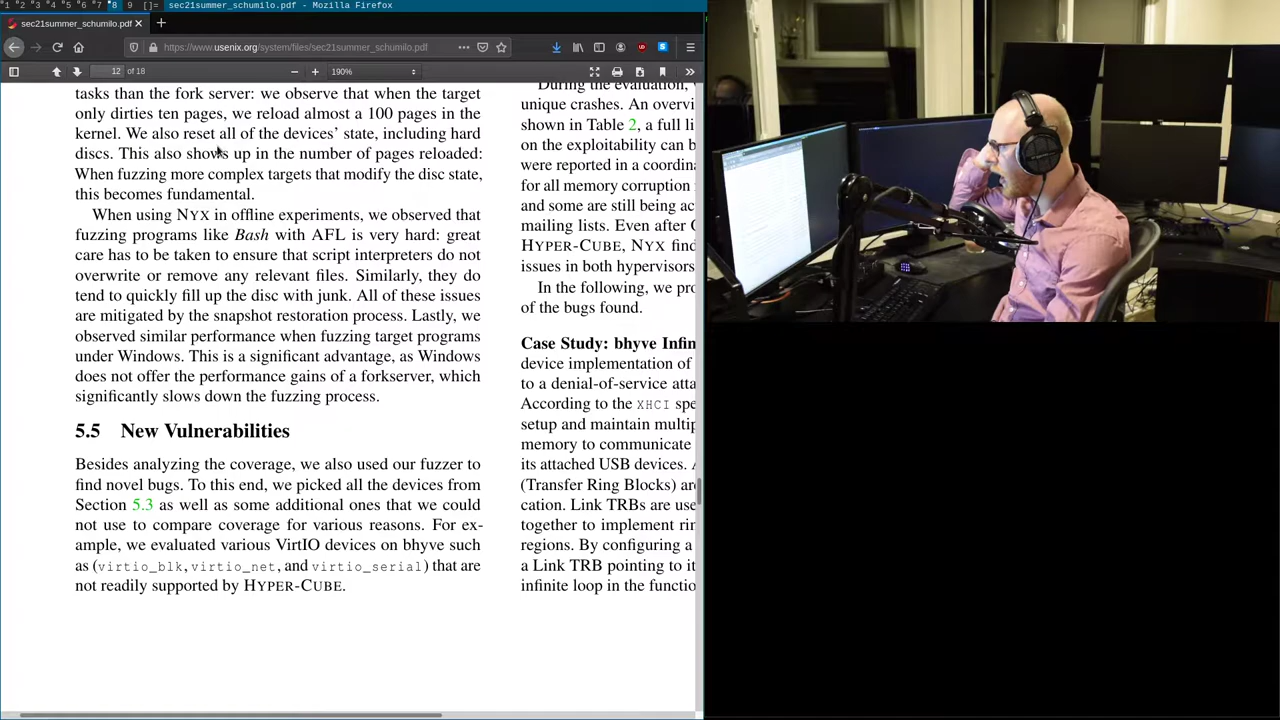 1 2 3 4 5 6 7 8 9 []= sec21summer_schumilo.pdf - Mozilla Firefox
sec21summer_schumilo.pdf
https://www.usenix.org/system/files/sec21summer_schumilo.pdf
12 of 18
190%
tasks than the fork server: we observe that when the target
only dirties ten pages, we reload almost a 100 pages in the
kernel. We also reset all of the devices' state, including hard
discs. This also shows up in the number of pages reloaded:
When fuzzing more complex targets that modify the disc state,
this becomes fundamental.
When using NYX in offline experiments, we observed that
fuzzing programs like Bash with AFL is very hard: great
care has to be taken to ensure that script interpreters do not
overwrite or remove any relevant files. Similarly, they do
tend to quickly fill up the disc with junk. All of these issues
are mitigated by the snapshot restoration process. Lastly, we
observed similar performance when fuzzing target programs
under Windows. This is a significant advantage, as Windows
does not offer the performance gains of a forkserver, which
significantly slows down the fuzzing process.
5.5 New Vulnerabilities
Besides analyzing the coverage, we also used our fuzzer to
find novel bugs. To this end, we picked all the devices from
Section 5.3 as well as some additional ones that we could
not use to compare coverage for various reasons. For ex-
ample, we evaluated various VirtIO devices on bhyve such
as (virtio_blk, virtio_net, and virtio_serial) that are
not readily supported by HYPER-CUBE.
During the evaluation,
unique crashes. An overvi
shown in Table 2, a full li
on the exploitability can b
were reported in a coordina
for all memory corruption
and some are still being ac
mailing lists. Even after
HYPER-CUBE, NYX find
issues in both hypervisors
In the following, we pro
of the bugs found.
Case Study: bhyve Infin
device implementation of
to a denial-of-service atta
According to the XHCI spe
setup and maintain multip
memory to communicate
its attached USB devices.
(Transfer Ring Blocks) are
cation. Link TRBs are use
together to implement rin
regions. By configuring a
a Link TRB pointing to it
infinite loop in the functio